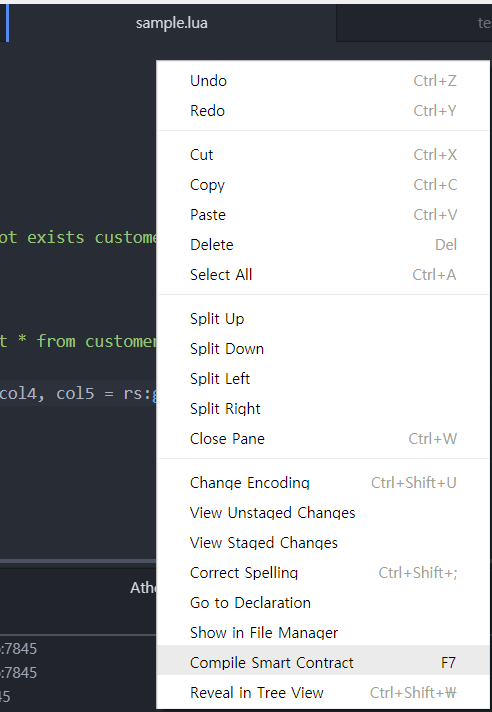 sample.lua
te
Undo Ctrl+Z
Redo Ctrl+Y
Cut Ctrl+X
Copy Ctrl+C
Paste Ctrl+V
ot exists custome
Delete Del
Select All Ctrl+A
Split Up
t * from customer
Split Down
Split Left
col4, col5 = rs:g
Split Right
Close Pane Ctrl+W
Change Encoding Ctrl+Shift+U
View Unstaged Changes
View Staged Changes
Correct Spelling Ctrl+Shift+;
Athe
Go to Declaration
Show in File Manager
:7845
Compile Smart Contract F7
:7845
Reveal in Tree View Ctrl+Shift+₩
45